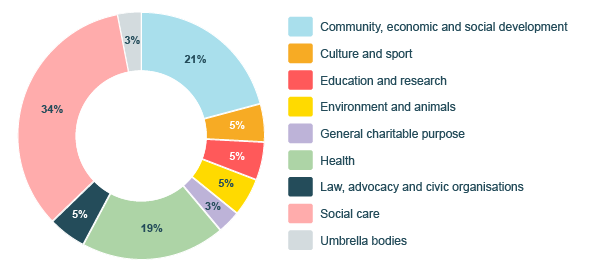 3%
21%
34%
5%
5%
5%
3%
5%
19%
Community, economic and social development
Culture and sport
Education and research
Environment and animals
General charitable purpose
Health
Law, advocacy and civic organisations
Social care
Umbrella bodies